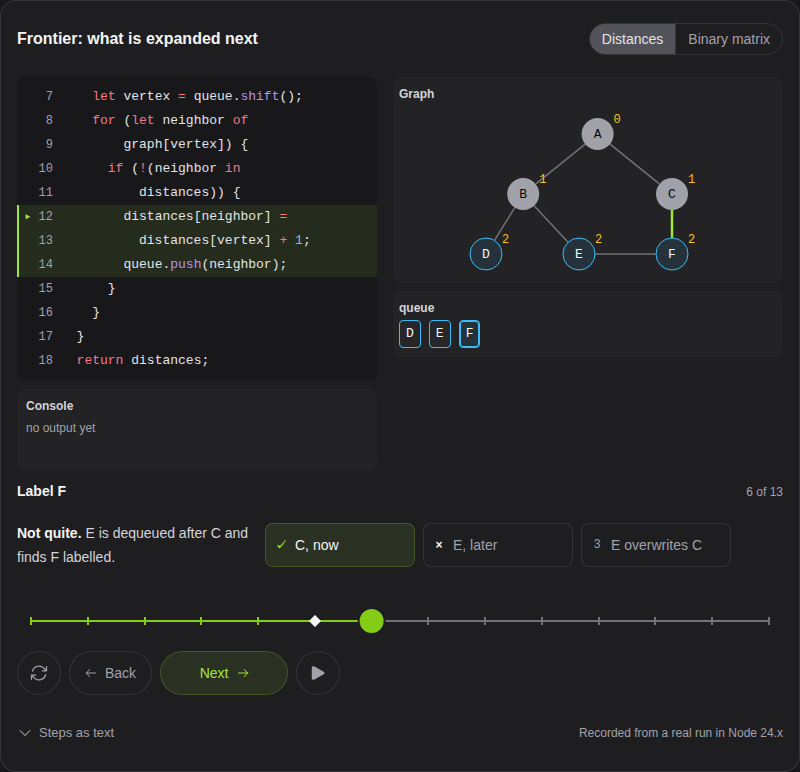 Frontier: what is expanded next
Distances
Binary matrix
7 let vertex = queue.shift();
8 for (let neighbor of
9 graph[vertex]) {
10 if (!(neighbor in
11 distances)) {
▸ 12 distances[neighbor] =
13 distances[vertex] + 1;
14 queue.push(neighbor);
15 }
16 }
17 }
18 return distances;
Console
no output yet
Graph
A 0
B 1
C 1
D 2
E 2
F 2
queue
D E F
Label F
6 of 13
Not quite. E is dequeued after C and
finds F labelled.
✓ C, now
× E, later
3 E overwrites C
← Back
Next →
Steps as text
Recorded from a real run in Node 24.x